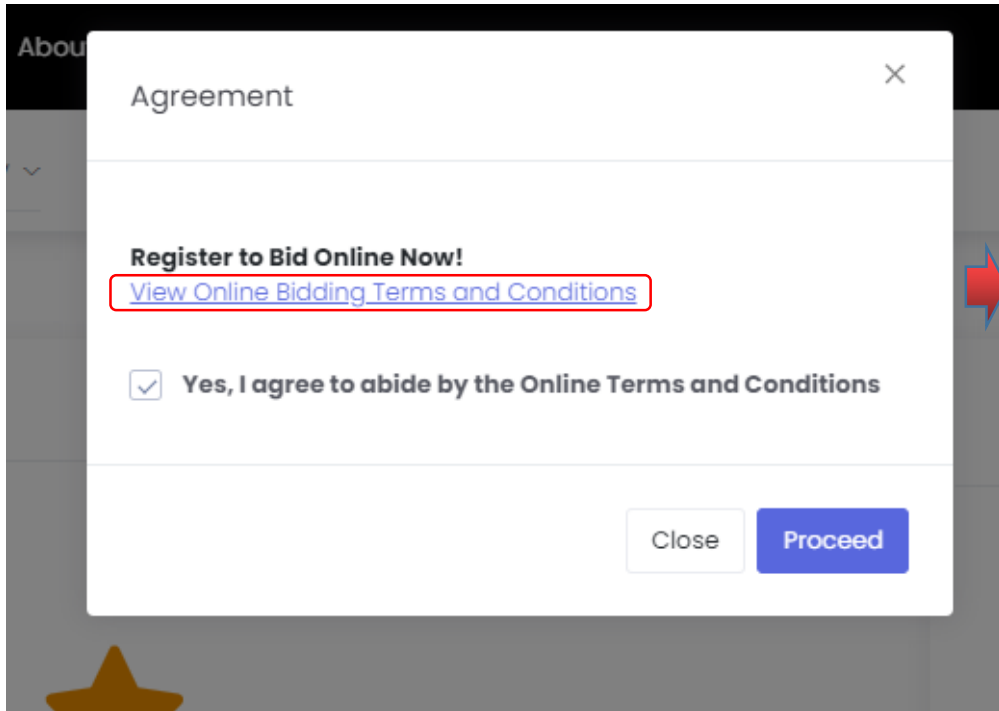 Agreement
Register to Bid Online Now!
View Online Bidding Terms and Conditions
Yes, I agree to abide by the Online Terms and Conditions
Close
Proceed